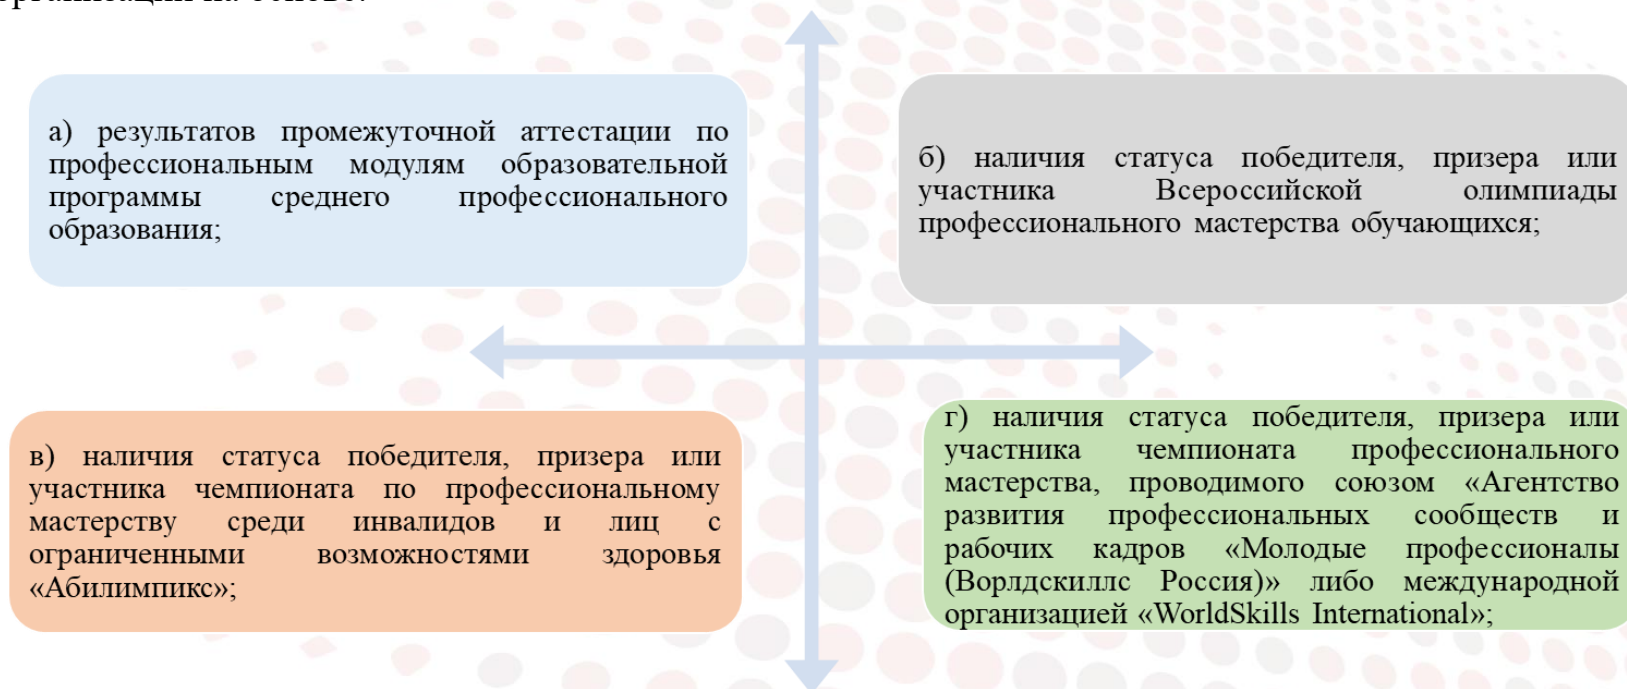 организации на основе:
а) результатов промежуточной аттестации по
профессиональным модулям образовательной
программы среднего профессионального
образования;
б) наличия статуса победителя, призера или
участника Всероссийской олимпиады
профессионального мастерства обучающихся;
в) наличия статуса победителя, призера или
участника чемпионата по профессиональному
мастерству среди инвалидов и лиц с
ограниченными возможностями здоровья
«Абилимпикс»;
г) наличия статуса победителя, призера или
участника чемпионата профессионального
мастерства, проводимого союзом «Агентство
развития профессиональных сообществ и
рабочих кадров «Молодые профессионалы
(Ворлдскиллс Россия)» либо международной
организацией «WorldSkills International»;